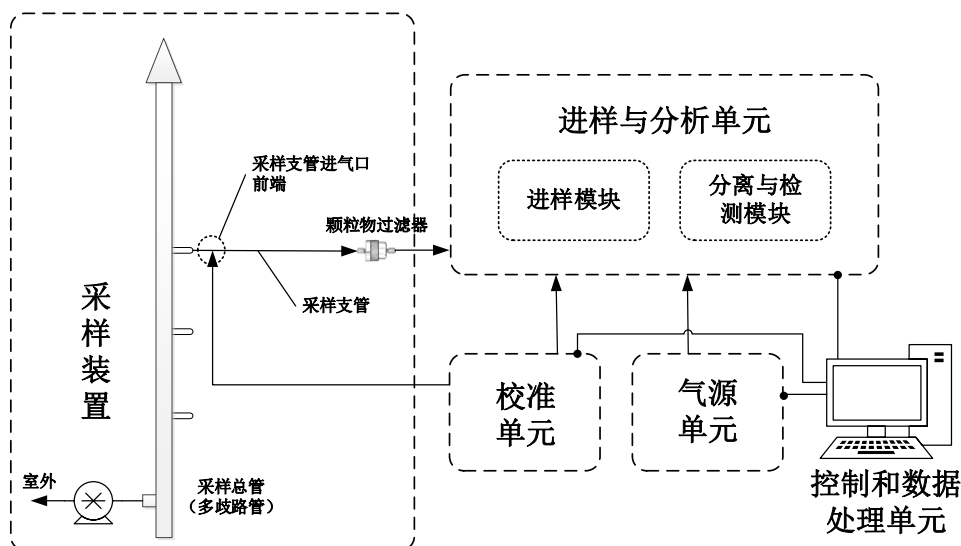 进样与分析单元
进样模块
分离与检
测模块
采样支管进气口
前端
颗粒物过滤器
采样支管
采样装置
校准
单元
气源
单元
控制和数据
处理单元
室外
采样总管
(多歧路管)